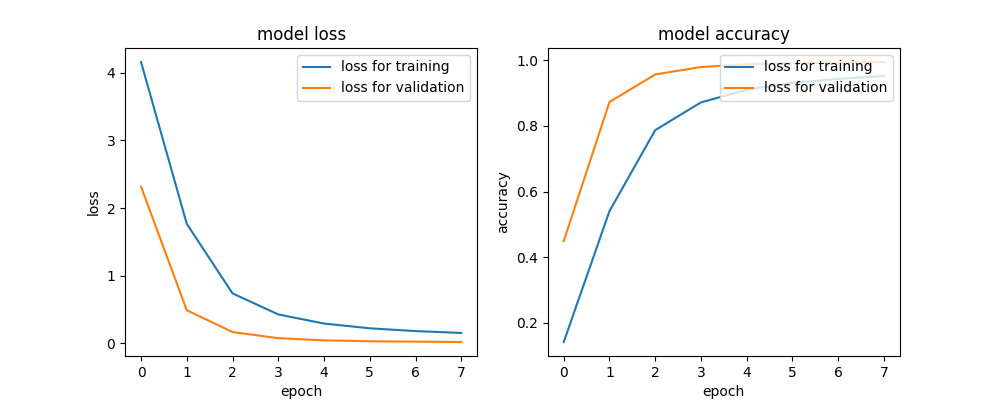 model loss
loss for training
loss for validation
4
3
2
1
0
loss
0 1 2 3 4 5 6 7
epoch
model accuracy
loss for training
loss for validation
1.0
0.8
0.6
0.4
0.2
accuracy
0 1 2 3 4 5 6 7
epoch